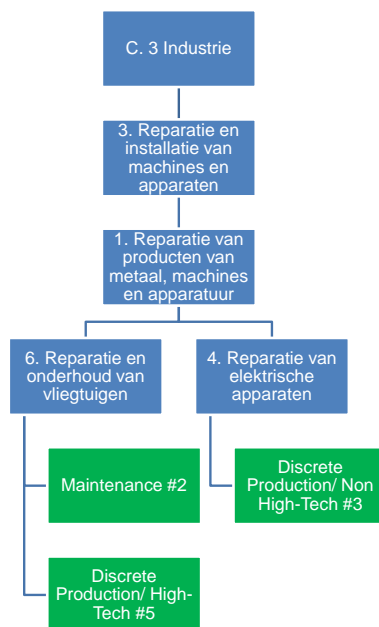 C. 3 Industrie
3. Reparatie en
installatie van
machines en
apparaten
1. Reparatie van
producten van
metaal, machines
en apparatuur
6. Reparatie en
onderhoud van
vliegtuigen
4. Reparatie van
elektrische
apparaten
Maintenance #2
Discrete
Production/ Non
High-Tech #3
Discrete
Production/ High-
Tech #5